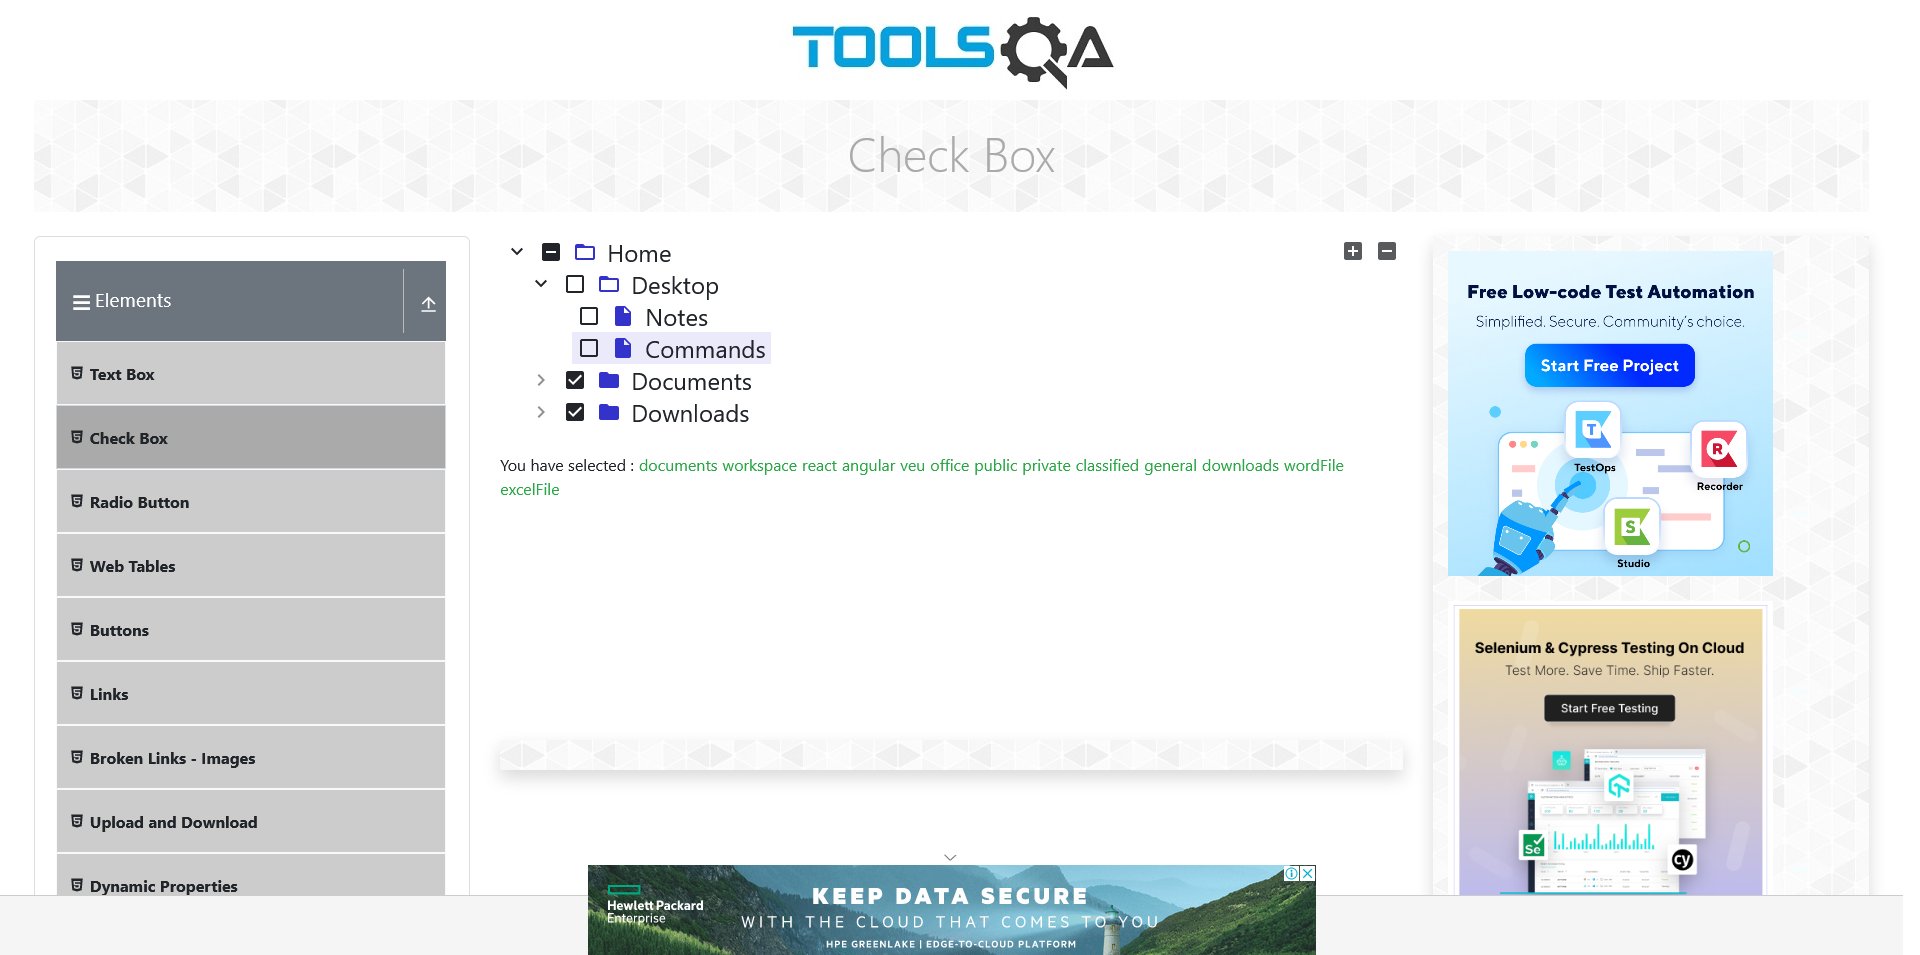 TOOLSQA
Check Box
Elements
Text Box
Check Box
Radio Button
Web Tables
Buttons
Links
Broken Links - Images
Upload and Download
Dynamic Properties
Home
Desktop
Notes
Commands
Documents
Downloads
You have selected : documents workspace react angular veu office public private classified general downloads wordFile
excelFile
Free Low-code Test Automation
Simplified. Secure. Community's choice.
Start Free Project
T
TestOps
R
Recorder
S
Studio
Selenium & Cypress Testing On Cloud
Test More. Save Time. Ship Faster.
Start Free Testing
Se
cy
Hewlett Packard
Enterprise
KEEP DATA SECURE
WITH THE CLOUD THAT COMES TO YOU
HPE GREENLAKE | EDGE-TO-CLOUD PLATFORM